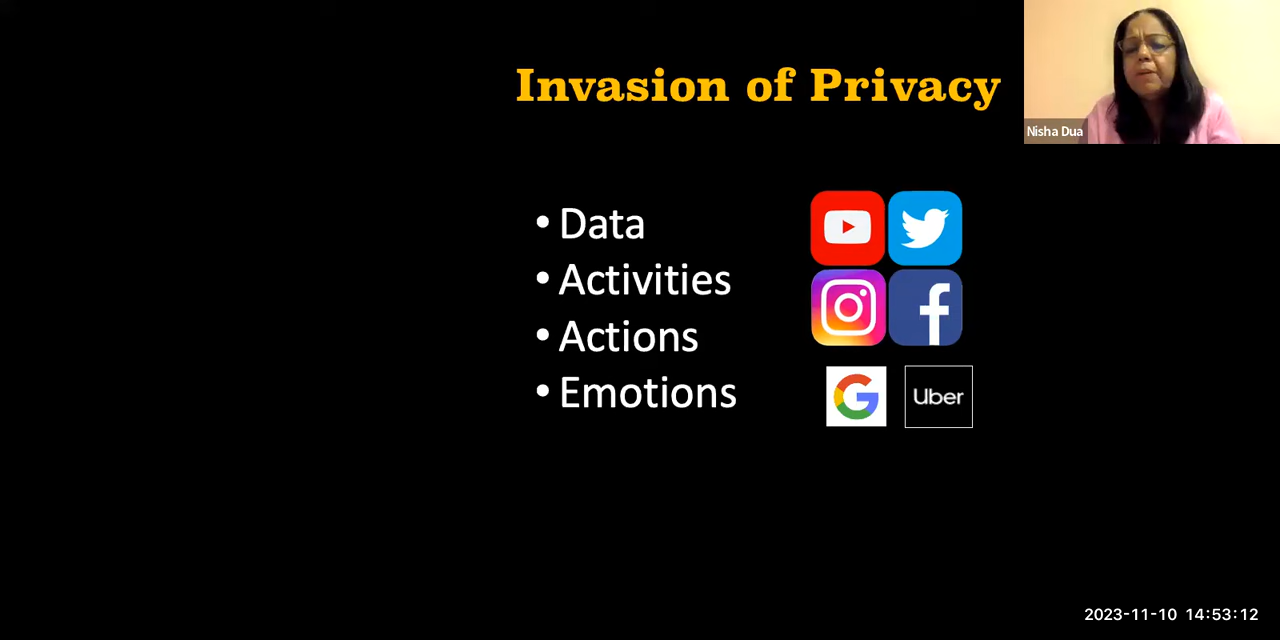 Invasion of Privacy
Nisha Dua
• Data
• Activities
• Actions
• Emotions
Uber
2023-11-10 14:53:12